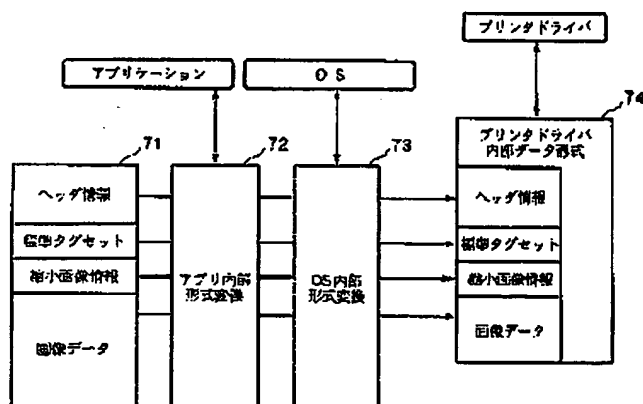 プリンタドライバ
アプリケーション
OS
71
72
73
74
プリンタドライバ
内部データ形式
ヘッダ情報
標準タグセット
縮小画像情報
画像データ
アプリ内部
形式変換
OS内部
形式変換
ヘッダ情報
標準タグセット
縮小画像情報
画像データ